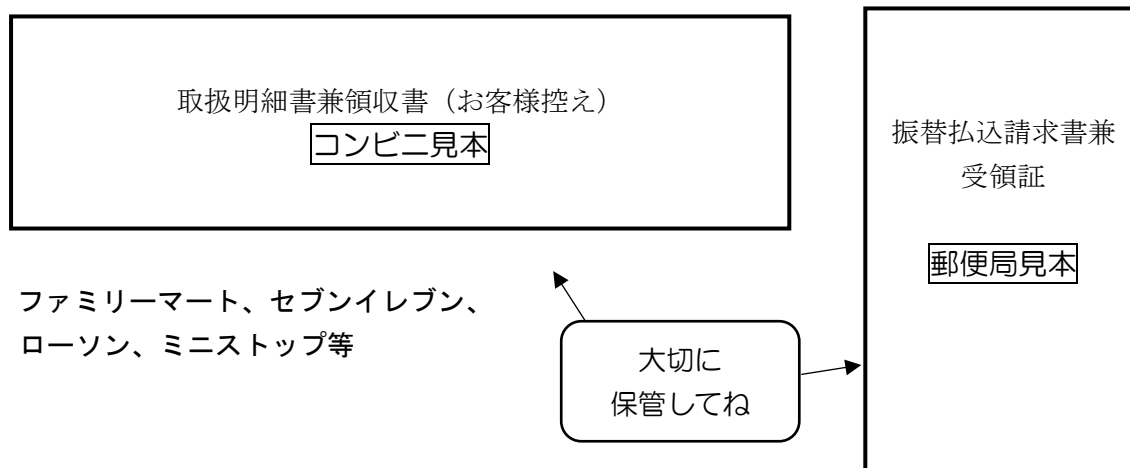 取扱明細書兼領収書（お客様控え）
コンビニ見本
振替払込請求書兼
受領証
郵便局見本
ファミリーマート、セブンイレブン、
ローソン、ミニストップ等
大切に
保管してね